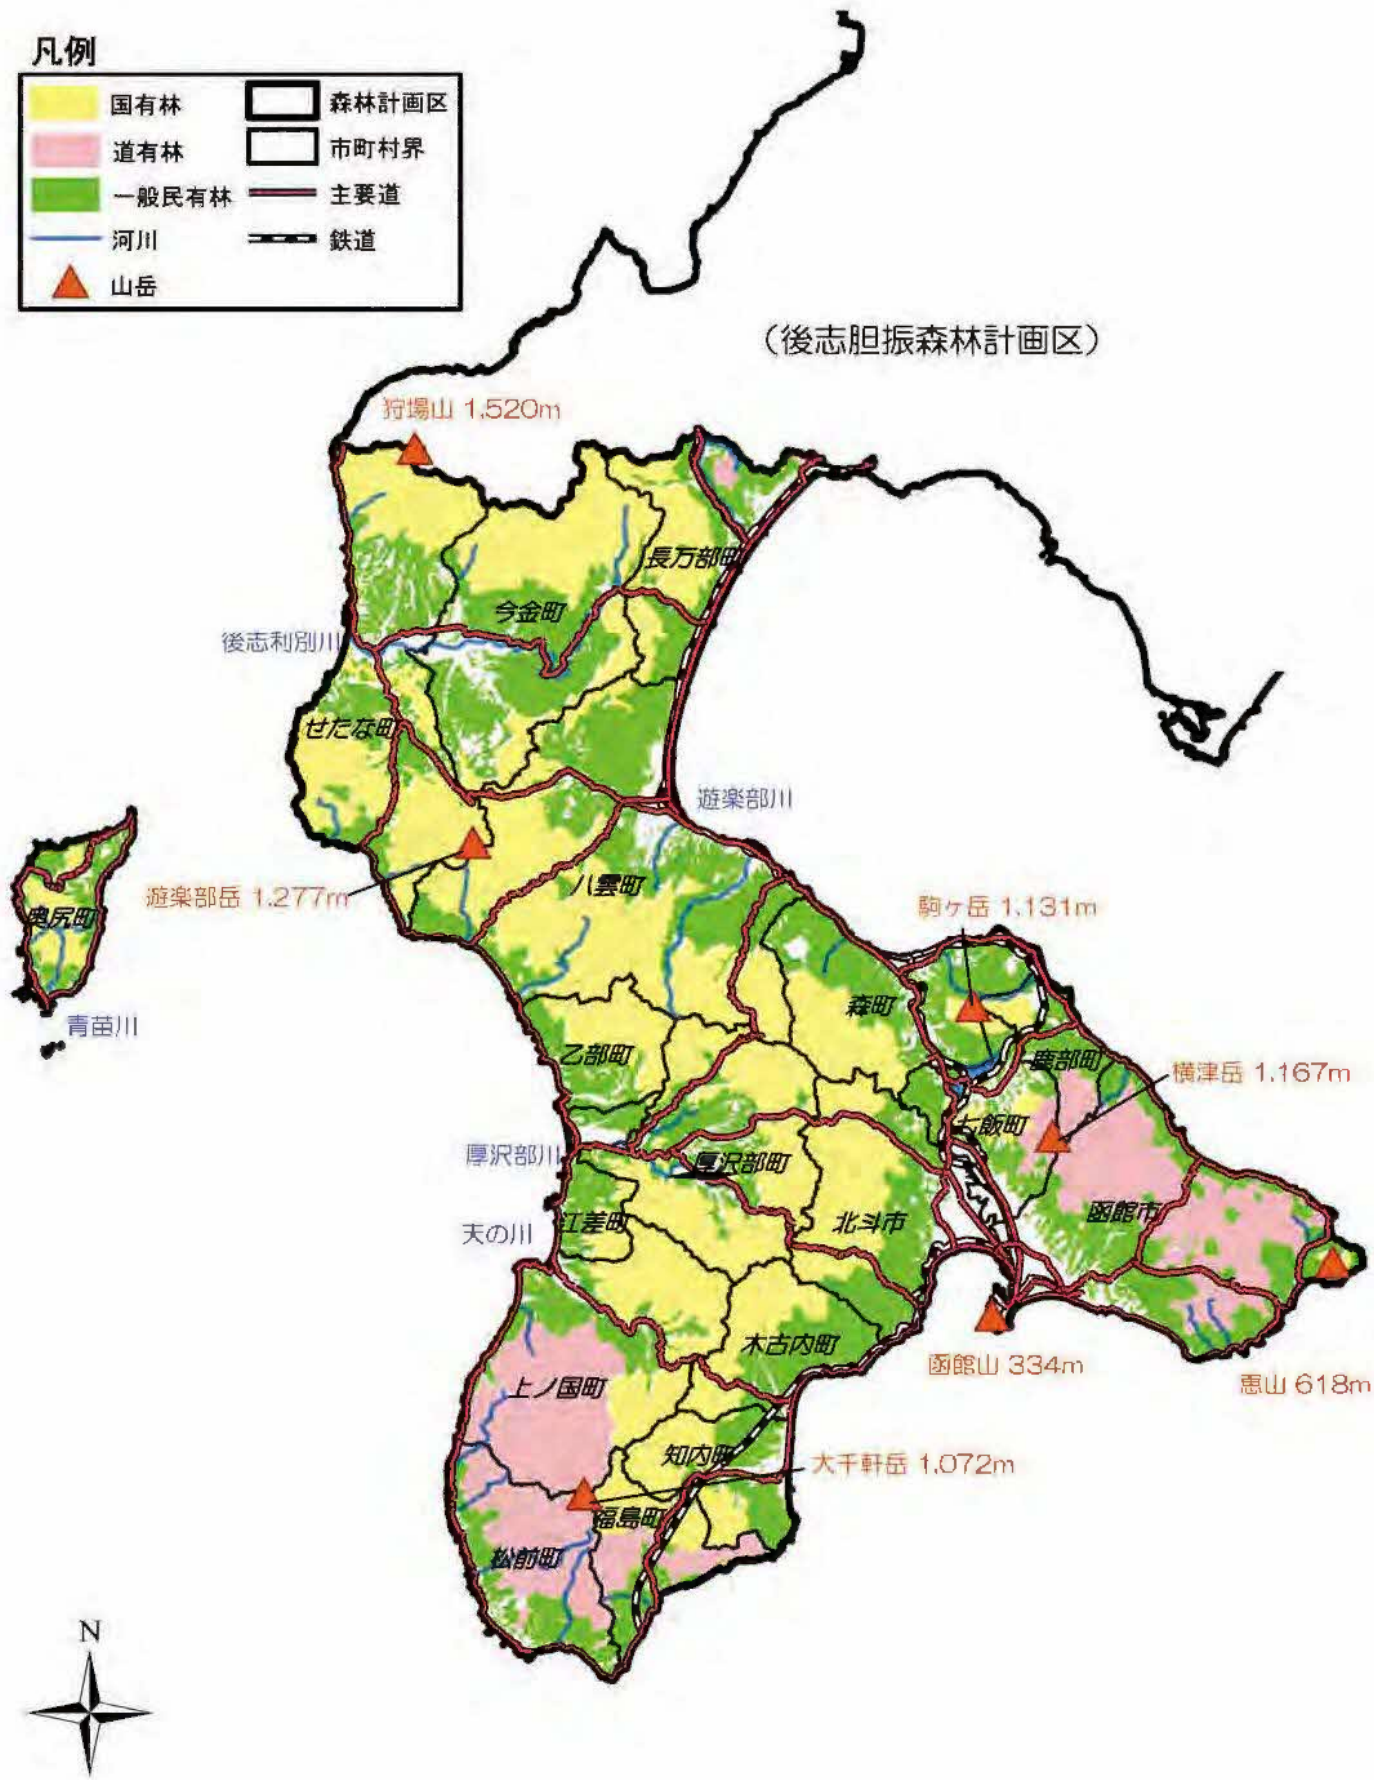 凡例
国有林
森林計画区
道有林
市町村界
一般民有林
主要道
河川
鉄道
山岳
(後志胆振森林計画区)
狩場山 1,520m
長万部町
今金町
後志利別川
せたな町
遊楽部川
遊楽部岳 1,277m
八雲町
駒ヶ岳 1,131m
奥尻町
森町
青苗川
乙部町
鹿部町
横津岳 1,167m
七飯町
厚沢部川
厚沢部町
函館市
江差町
北斗市
天の川
木古内町
函館山 334m
恵山 618m
上ノ国町
知内町
大千軒岳 1,072m
福島町
松前町
N